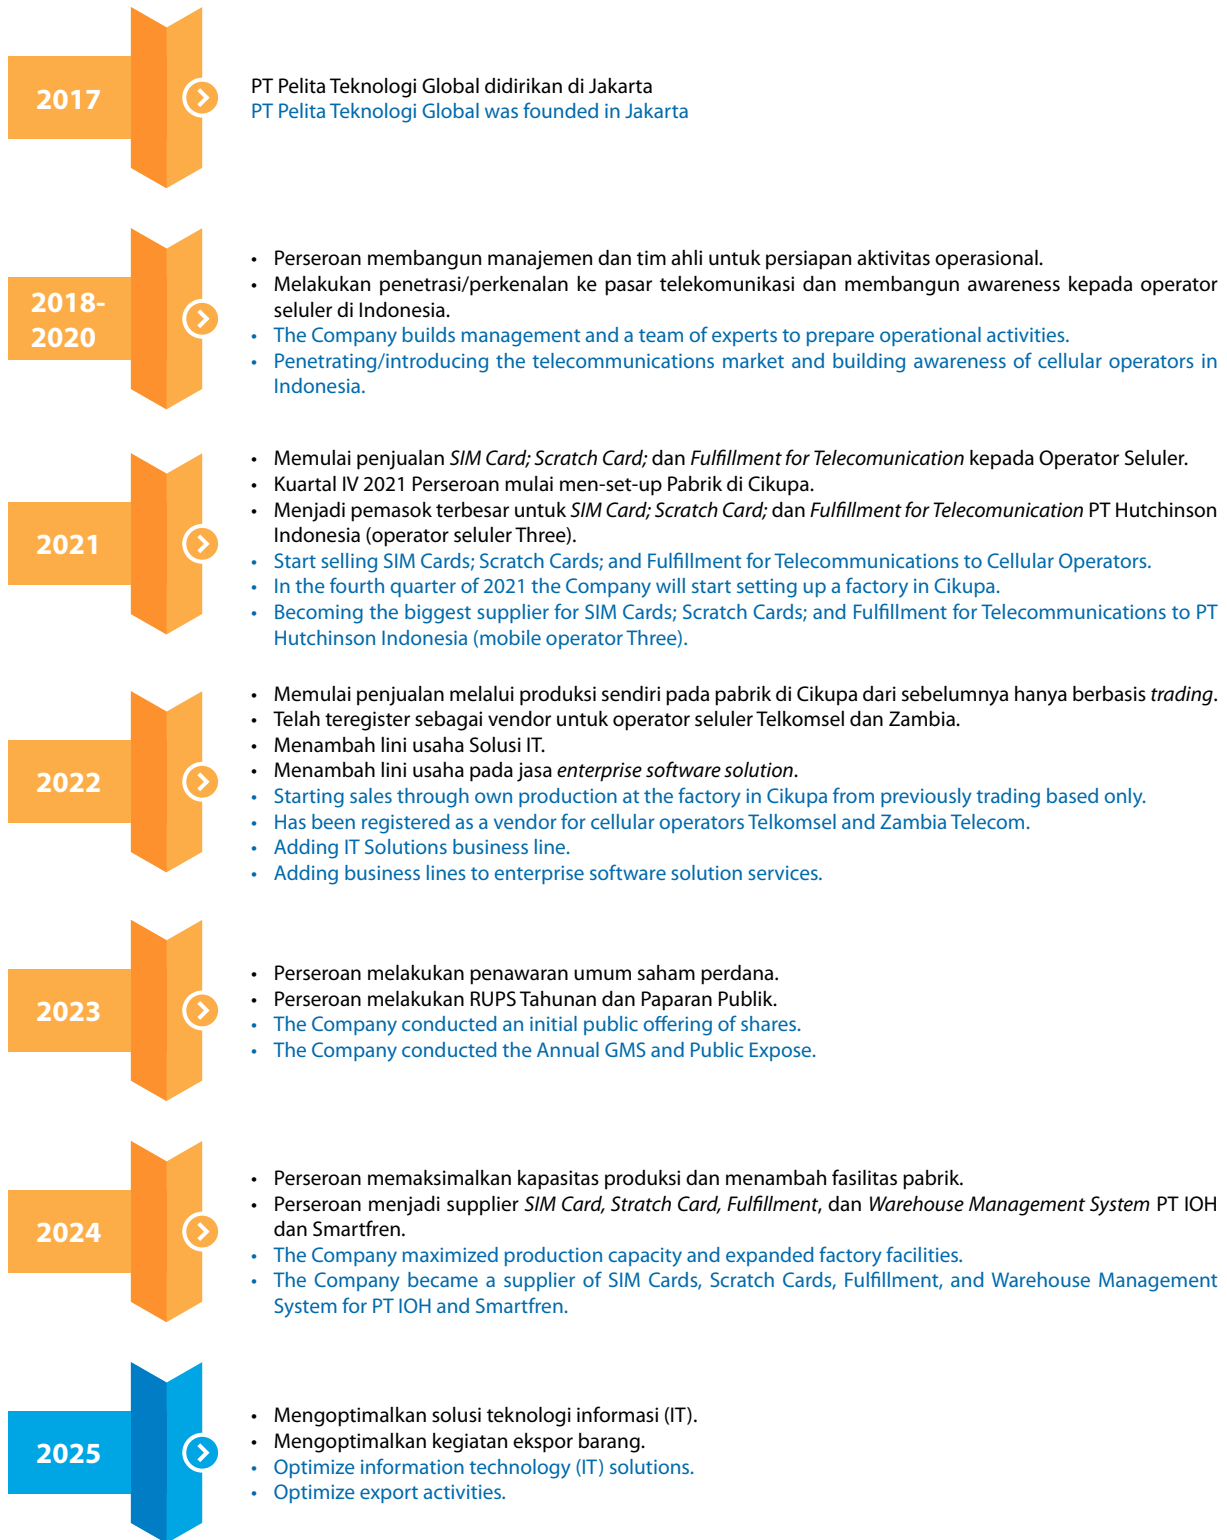 2017
PT Pelita Teknologi Global didirikan di Jakarta
PT Pelita Teknologi Global was founded in Jakarta
2018-
2020
• Perseroan membangun manajemen dan tim ahli untuk persiapan aktivitas operasional.
• Melakukan penetrasi/perkenalan ke pasar telekomunikasi dan membangun awareness kepada operator
seluler di Indonesia.
• The Company builds management and a team of experts to prepare operational activities.
• Penetrating/introducing the telecommunications market and building awareness of cellular operators in
Indonesia.
2021
• Memulai penjualan SIM Card; Scratch Card; dan Fulfillment for Telecomunication kepada Operator Seluler.
• Kuartal IV 2021 Perseroan mulai men-set-up Pabrik di Cikupa.
• Menjadi pemasok terbesar untuk SIM Card; Scratch Card; dan Fulfillment for Telecomunication PT Hutchinson
Indonesia (operator seluler Three).
• Start selling SIM Cards; Scratch Cards; and Fulfillment for Telecommunications to Cellular Operators.
• In the fourth quarter of 2021 the Company will start setting up a factory in Cikupa.
• Becoming the biggest supplier for SIM Cards; Scratch Cards; and Fulfillment for Telecommunications to PT
Hutchinson Indonesia (mobile operator Three).
2022
• Memulai penjualan melalui produksi sendiri pada pabrik di Cikupa dari sebelumnya hanya berbasis trading.
• Telah teregister sebagai vendor untuk operator seluler Telkomsel dan Zambia.
• Menambah lini usaha Solusi IT.
• Menambah lini usaha pada jasa enterprise software solution.
• Starting sales through own production at the factory in Cikupa from previously trading based only.
• Has been registered as a vendor for cellular operators Telkomsel and Zambia Telecom.
• Adding IT Solutions business line.
• Adding business lines to enterprise software solution services.
2023
• Perseroan melakukan penawaran umum saham perdana.
• Perseroan melakukan RUPS Tahunan dan Paparan Publik.
• The Company conducted an initial public offering of shares.
• The Company conducted the Annual GMS and Public Expose.
2024
• Perseroan memaksimalkan kapasitas produksi dan menambah fasilitas pabrik.
• Perseroan menjadi supplier SIM Card, Stratch Card, Fulfillment, dan Warehouse Management System PT IOH
dan Smartfren.
• The Company maximized production capacity and expanded factory facilities.
• The Company became a supplier of SIM Cards, Scratch Cards, Fulfillment, and Warehouse Management
System for PT IOH and Smartfren.
2025
• Mengoptimalkan solusi teknologi informasi (IT).
• Mengoptimalkan kegiatan ekspor barang.
• Optimize information technology (IT) solutions.
• Optimize export activities.